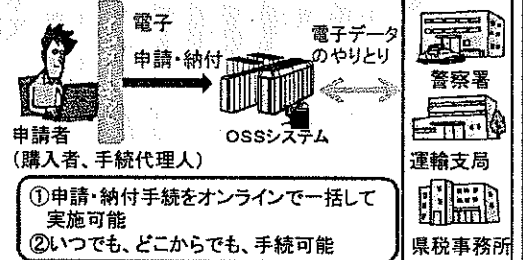 電子
申請・納付
電子データ
のやりとり
申請者
(購入者、手続代理人)
OSSシステム
警察署
運輸支局
県税事務所
①申請・納付手続をオンラインで一括して
実施可能
②いつでも、どこからでも、手続可能